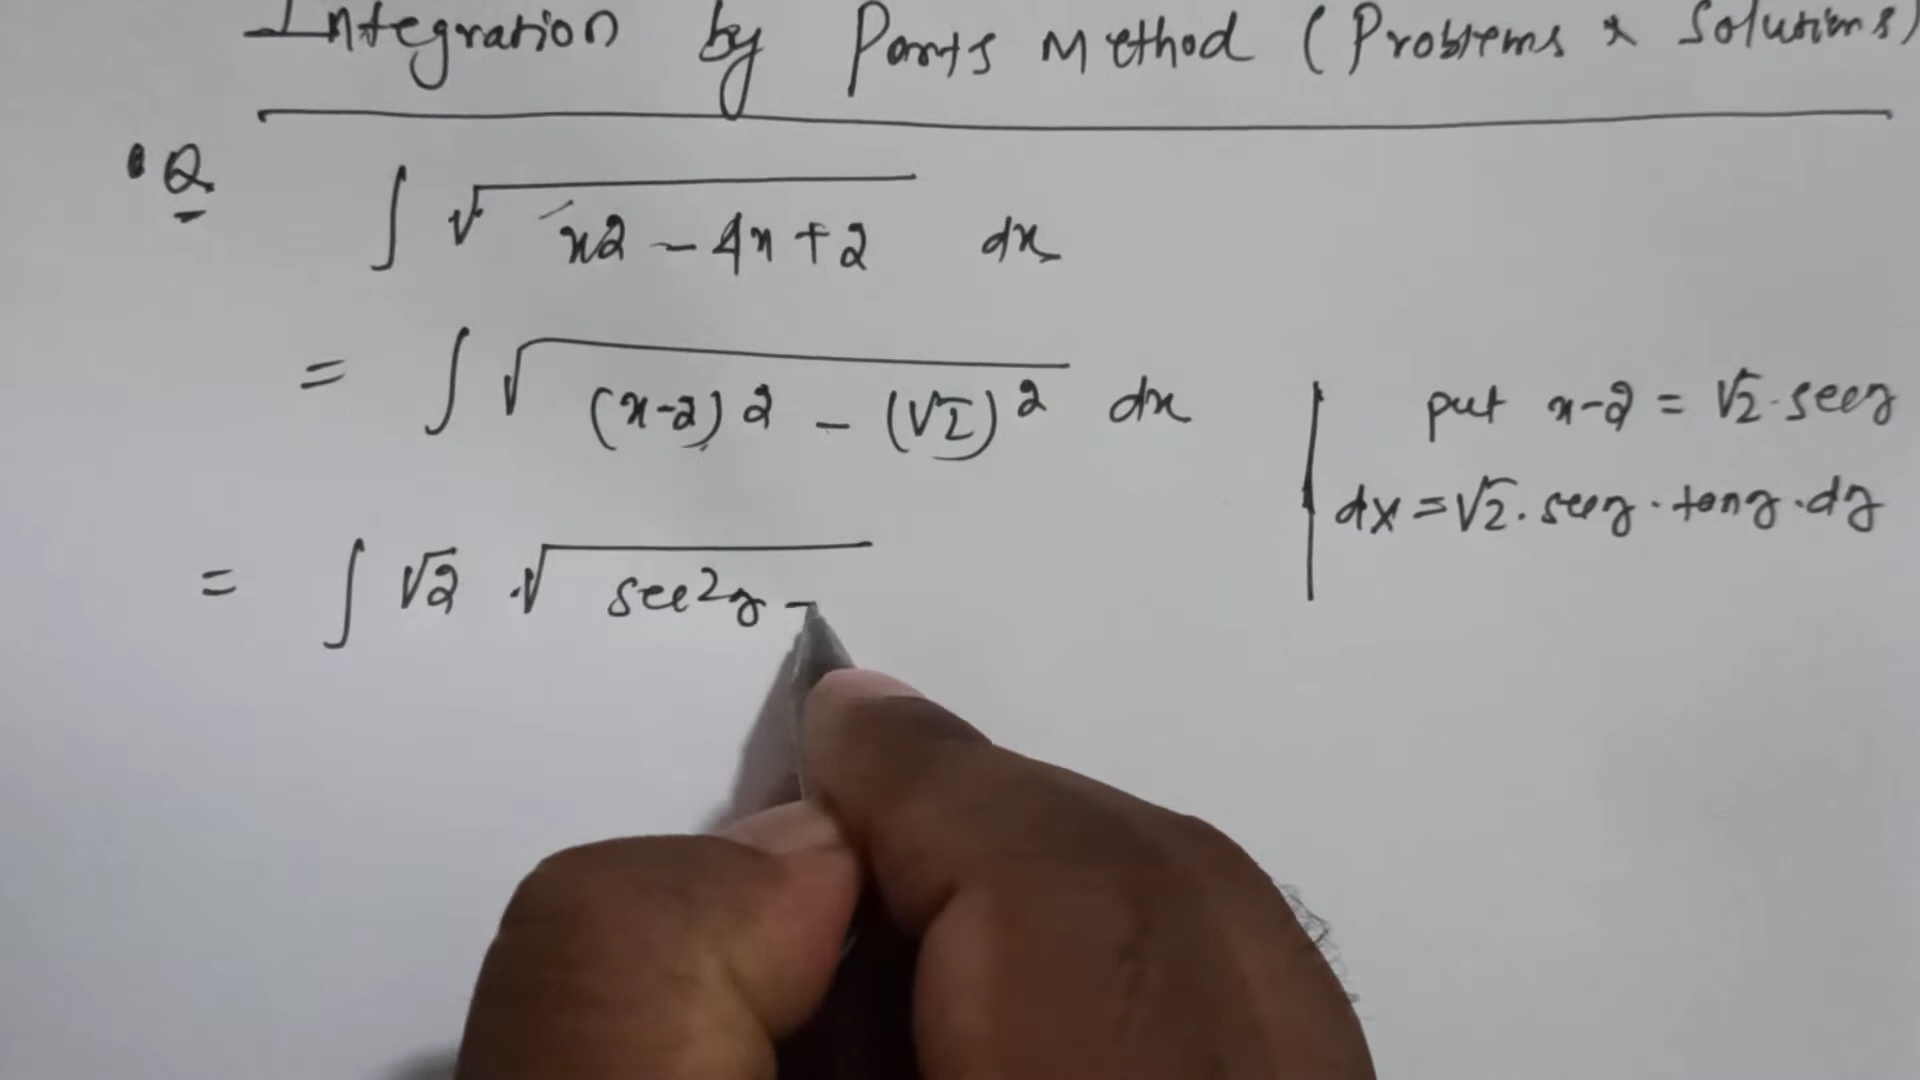 Integration by Parts Method (Problems & Solutions)
Q
∫ √x2 - 4x + 2 dx
= ∫ √(x-2)2 - (√2)2 dx
put x-2 = √2 · secz
dx = √2 · secz · tanz · dz
= ∫ √2 · √sec2z -